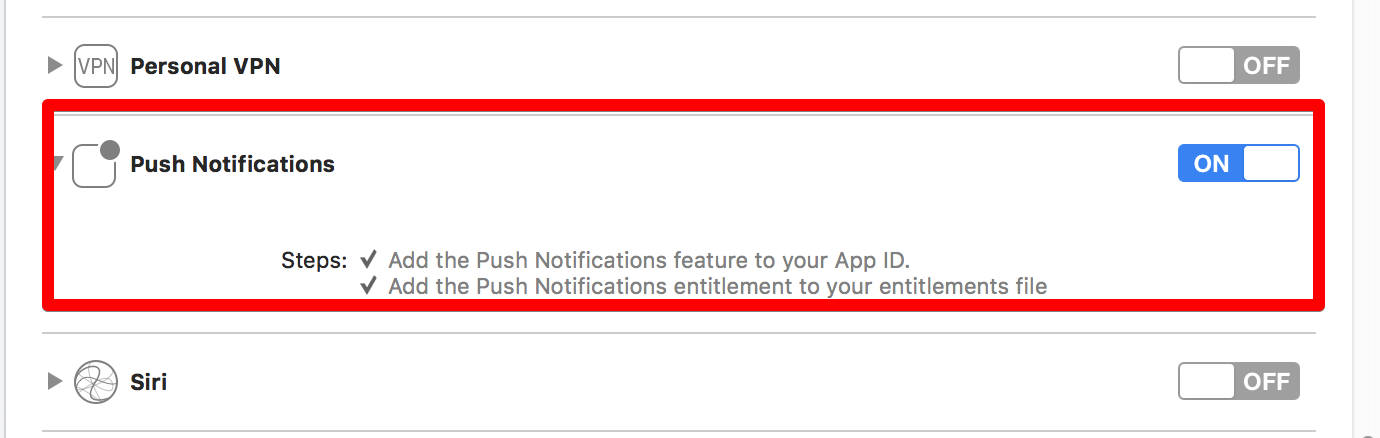 VPN Personal VPN OFF
Push Notifications ON
Steps: ✓ Add the Push Notifications feature to your App ID.
✓ Add the Push Notifications entitlement to your entitlements file
Siri OFF